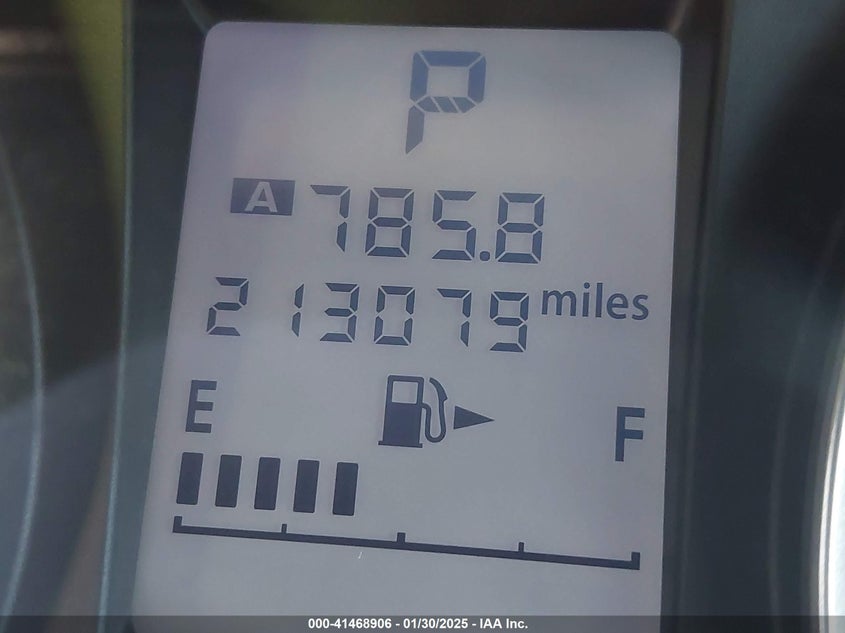 P
A 785.8
213079 miles
E F
000-41468906 - 01/30/2025 - IAA Inc.